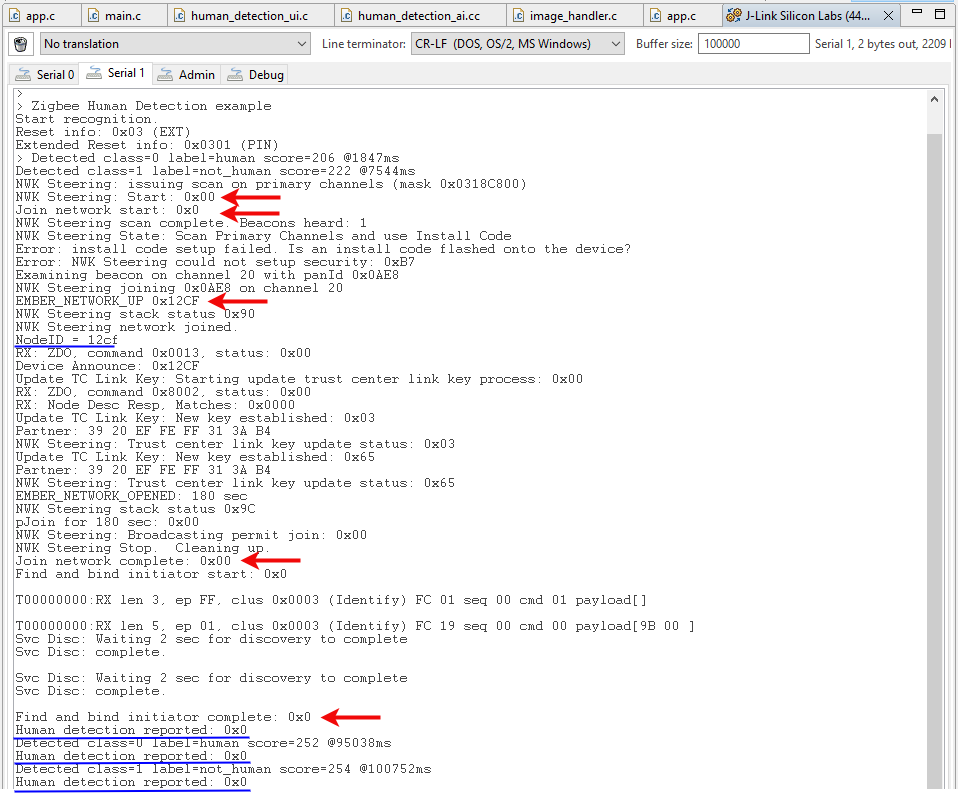 app.c main.c human_detection_ui.c human_detection_ai.cc image_handler.c app.c J-Link Silicon Labs (44...
No translation Line terminator: CR-LF (DOS, OS/2, MS Windows) Buffer size: 100000 Serial 1, 2 bytes out, 2209
Serial 0 Serial 1 Admin Debug
>
> Zigbee Human Detection example
Start recognition.
Reset info: 0x03 (EXT)
Extended Reset info: 0x0301 (PIN)
> Detected class=0 label=human score=206 @1847ms
Detected class=1 label=not_human score=222 @7544ms
NWK Steering: issuing scan on primary channels (mask 0x0318C800)
NWK Steering: Start: 0x00
Join network start: 0x0
NWK Steering scan complete. Beacons heard: 1
NWK Steering State: Scan Primary Channels and use Install Code
Error: install code setup failed. Is an install code flashed onto the device?
Error: NWK Steering could not setup security: 0xB7
Examining beacon on channel 20 with panId 0x0AE8
NWK Steering joining 0x0AE8 on channel 20
EMBER_NETWORK_UP 0x12CF
NWK Steering stack status 0x90
NWK Steering network joined.
NodeID = 12cf
RX: ZDO, command 0x0013, status: 0x00
Device Announce: 0x12CF
Update TC Link Key: Starting update trust center link key process: 0x00
RX: ZDO, command 0x8002, status: 0x00
RX: Node Desc Resp, Matches: 0x0000
Update TC Link Key: New key established: 0x03
Partner: 39 20 EF FE FF 31 3A B4
NWK Steering: Trust center link key update status: 0x03
Update TC Link Key: New key established: 0x65
Partner: 39 20 EF FE FF 31 3A B4
NWK Steering: Trust center link key update status: 0x65
EMBER_NETWORK_OPENED: 180 sec
NWK Steering stack status 0x9C
pJoin for 180 sec: 0x00
NWK Steering: Broadcasting permit join: 0x00
NWK Steering Stop.  Cleaning up.
Join network complete: 0x00
Find and bind initiator start: 0x0
T00000000:RX len 3, ep FF, clus 0x0003 (Identify) FC 01 seq 00 cmd 01 payload[]
T00000000:RX len 5, ep 01, clus 0x0003 (Identify) FC 19 seq 00 cmd 00 payload[9B 00 ]
Svc Disc: Waiting 2 sec for discovery to complete
Svc Disc: complete.
Svc Disc: Waiting 2 sec for discovery to complete
Svc Disc: complete.
Find and bind initiator complete: 0x0
Human detection reported: 0x0
Detected class=0 label=human score=252 @95038ms
Human detection reported: 0x0
Detected class=1 label=not_human score=254 @100752ms
Human detection reported: 0x0